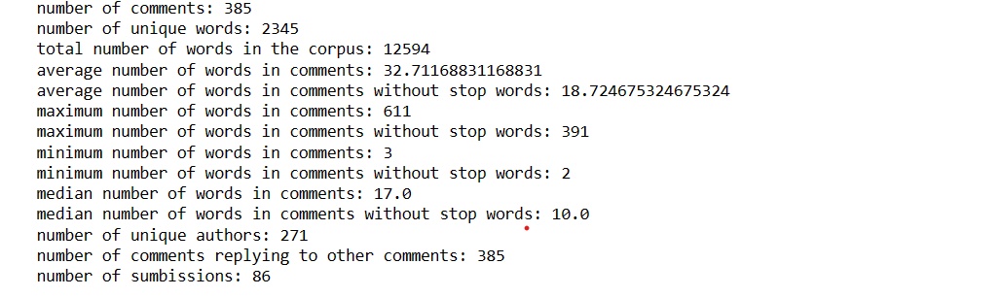 number of comments: 385
number of unique words: 2345
total number of words in the corpus: 12594
average number of words in comments: 32.71168831168831
average number of words in comments without stop words: 18.724675324675324
maximum number of words in comments: 611
maximum number of words in comments without stop words: 391
minimum number of words in comments: 3
minimum number of words in comments without stop words: 2
median number of words in comments: 17.0
median number of words in comments without stop words: 10.0
number of unique authors: 271
number of comments replying to other comments: 385
number of sumbissions: 86